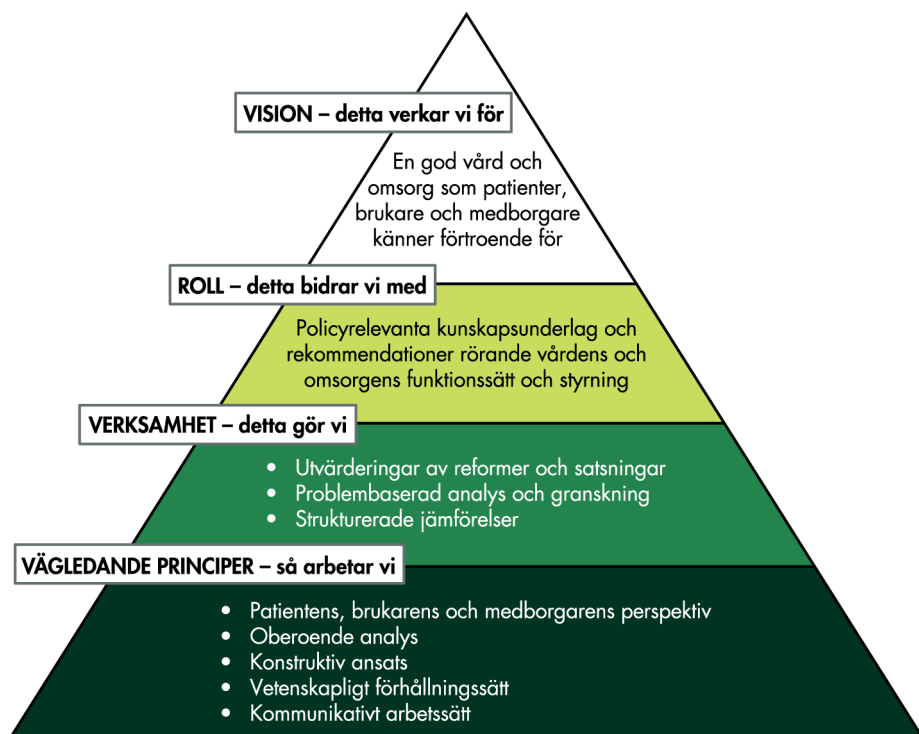 VISION – detta verkar vi för
En god vård och
omsorg som patienter,
brukare och medborgare
känner förtroende för
ROLL – detta bidrar vi med
Policyrelevanta kunskapsunderlag och
rekommendationer rörande vårdens och
omsorgens funktionssätt och styrning
VERKSAMHET – detta gör vi
• Utvärderingar av reformer och satsningar
• Problembaserad analys och granskning
• Strukturerade jämförelser
VÄGLEDANDE PRINCIPER – så arbetar vi
• Patientens, brukarens och medborgarens perspektiv
• Oberoende analys
• Konstruktiv ansats
• Vetenskapligt förhållningssätt
• Kommunikativt arbetssätt